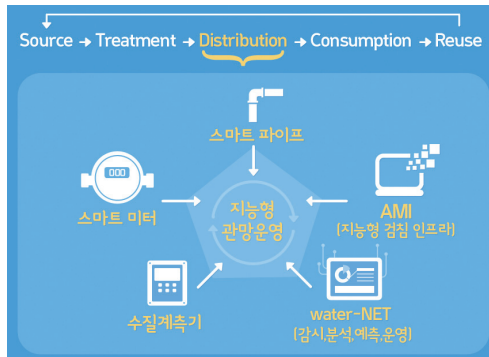 Source → Treatment → Distribution → Consumption → Reuse
스마트 파이프
000
스마트 미터
지능형
관망운영
AMI
(지능형 검침 인프라)
수질계측기
water-NET
(감시,분석,예측,운영)